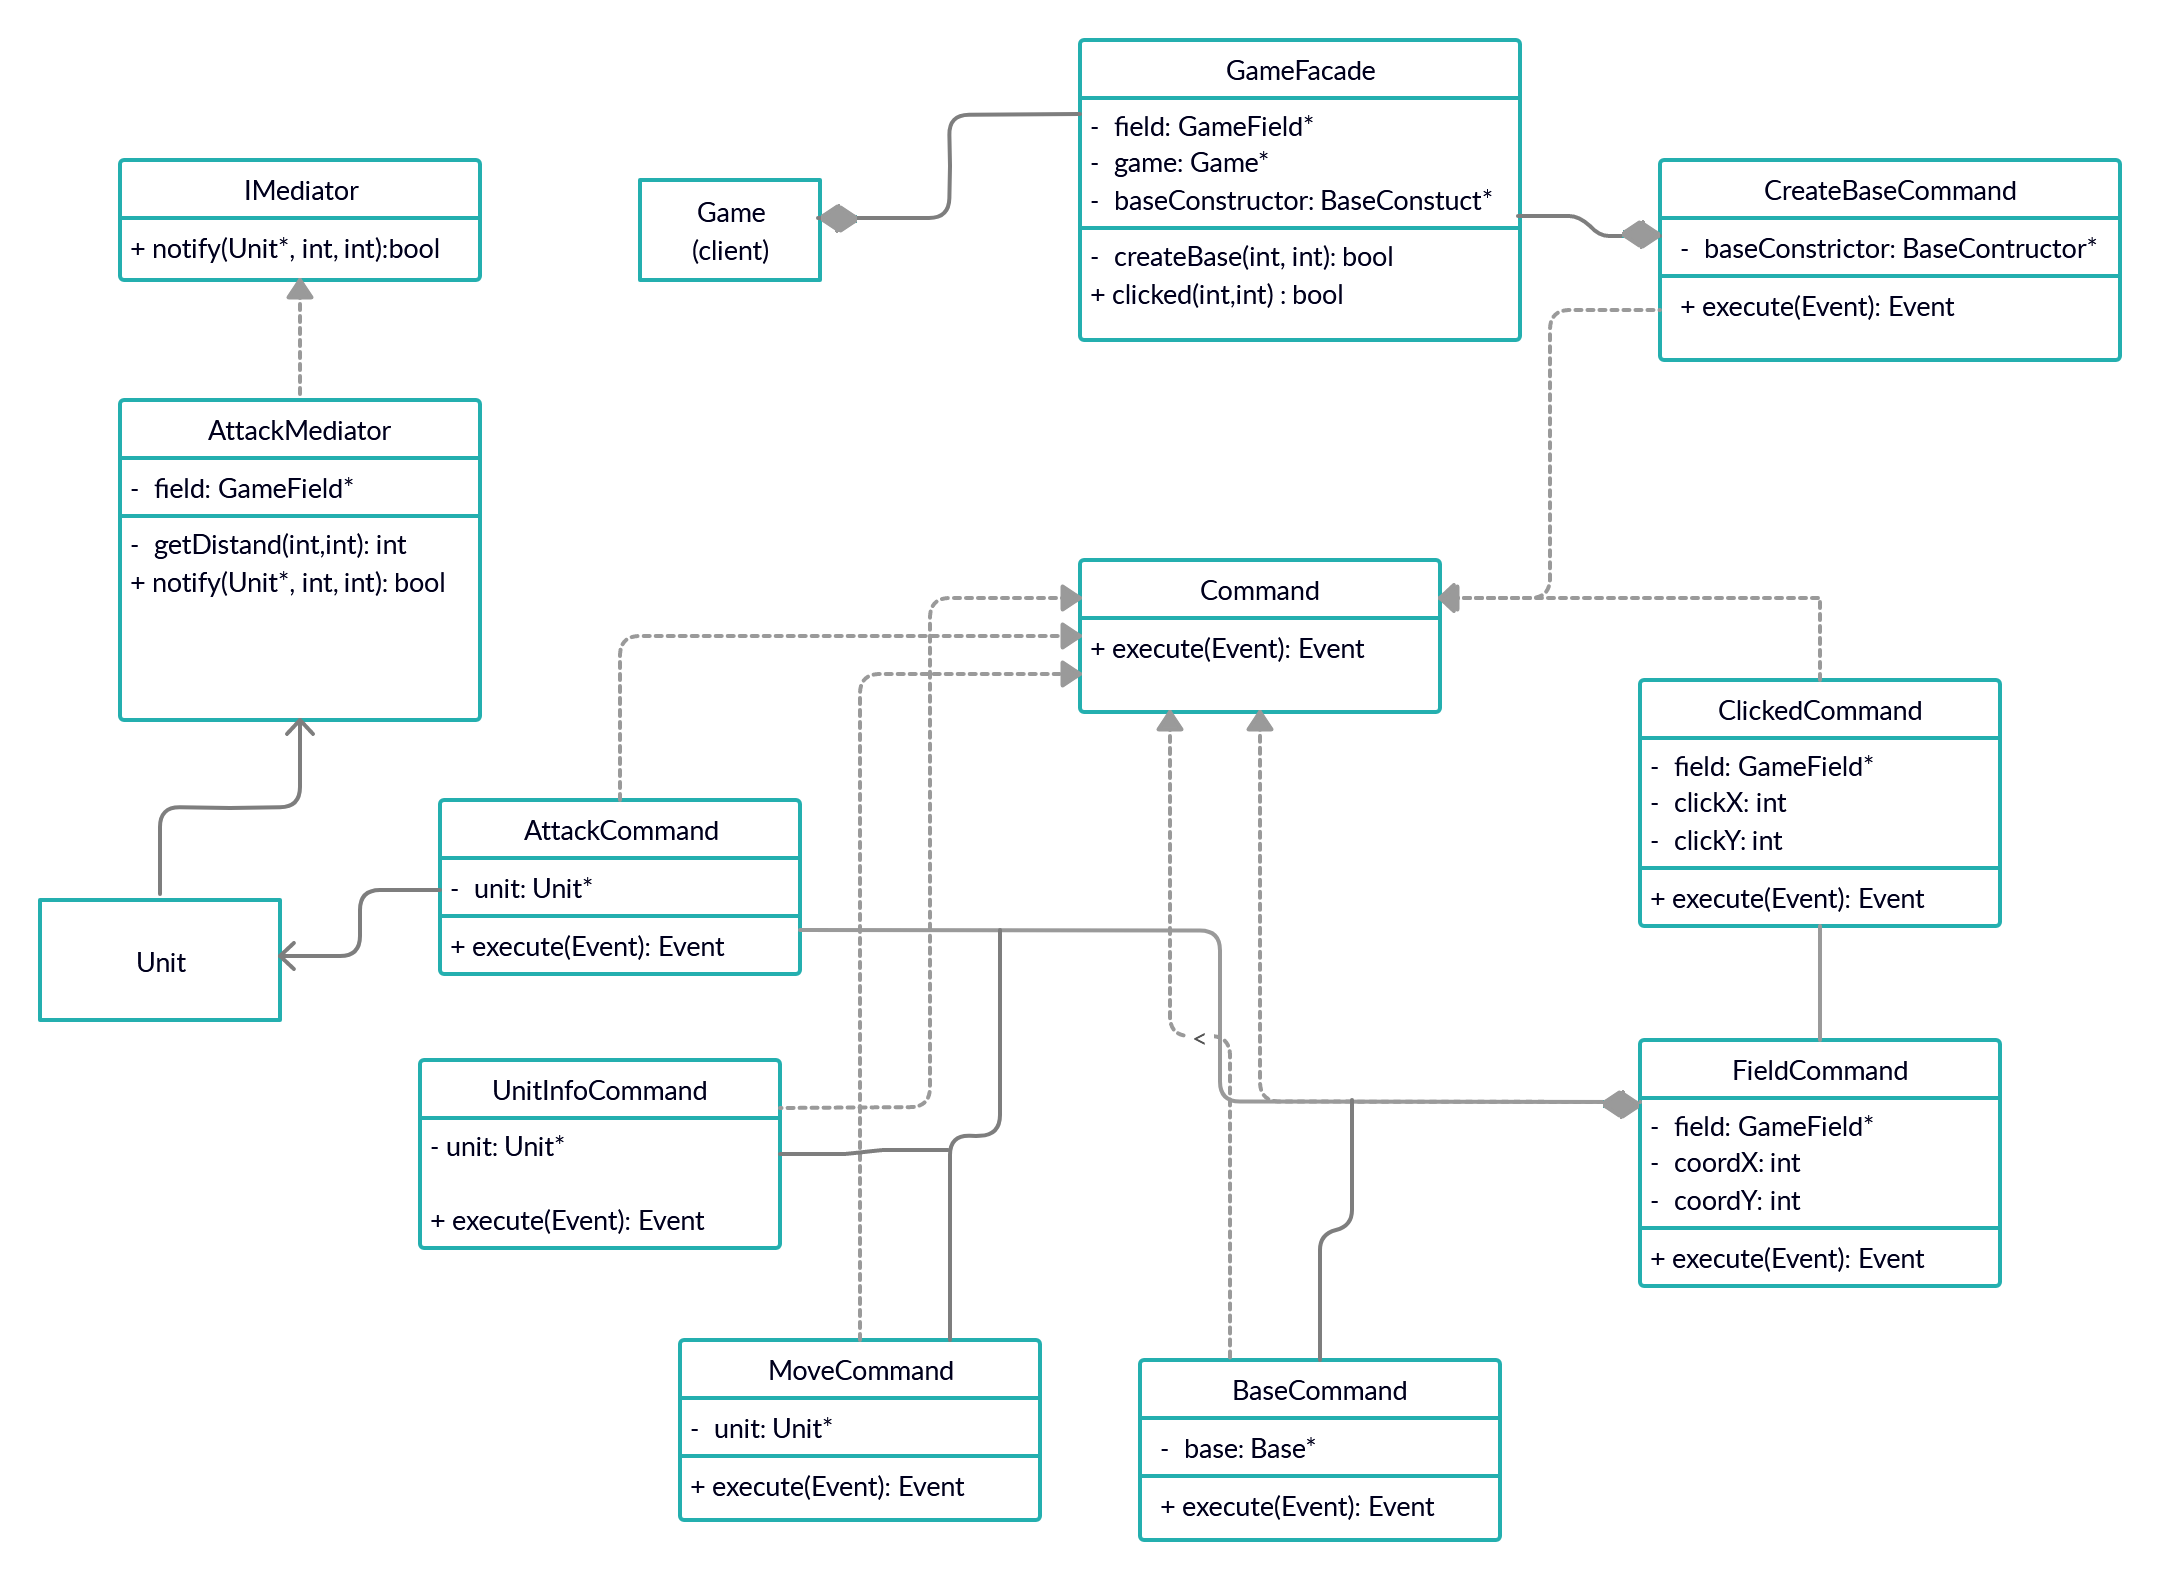 GameFacade
- field: GameField*
- game: Game*
- baseConstructor: BaseConstuct*
- createBase(int, int): bool
+ clicked(int,int) : bool
IMediator
+ notify(Unit*, int, int):bool
Game
(client)
CreateBaseCommand
- baseConstrictor: BaseContructor*
+ execute(Event): Event
AttackMediator
- field: GameField*
- getDistand(int,int): int
+ notify(Unit*, int, int): bool
Command
+ execute(Event): Event
ClickedCommand
- field: GameField*
- clickX: int
- clickY: int
+ execute(Event): Event
AttackCommand
- unit: Unit*
+ execute(Event): Event
Unit
<
UnitInfoCommand
- unit: Unit*
+ execute(Event): Event
FieldCommand
- field: GameField*
- coordX: int
- coordY: int
+ execute(Event): Event
MoveCommand
- unit: Unit*
+ execute(Event): Event
BaseCommand
- base: Base*
+ execute(Event): Event